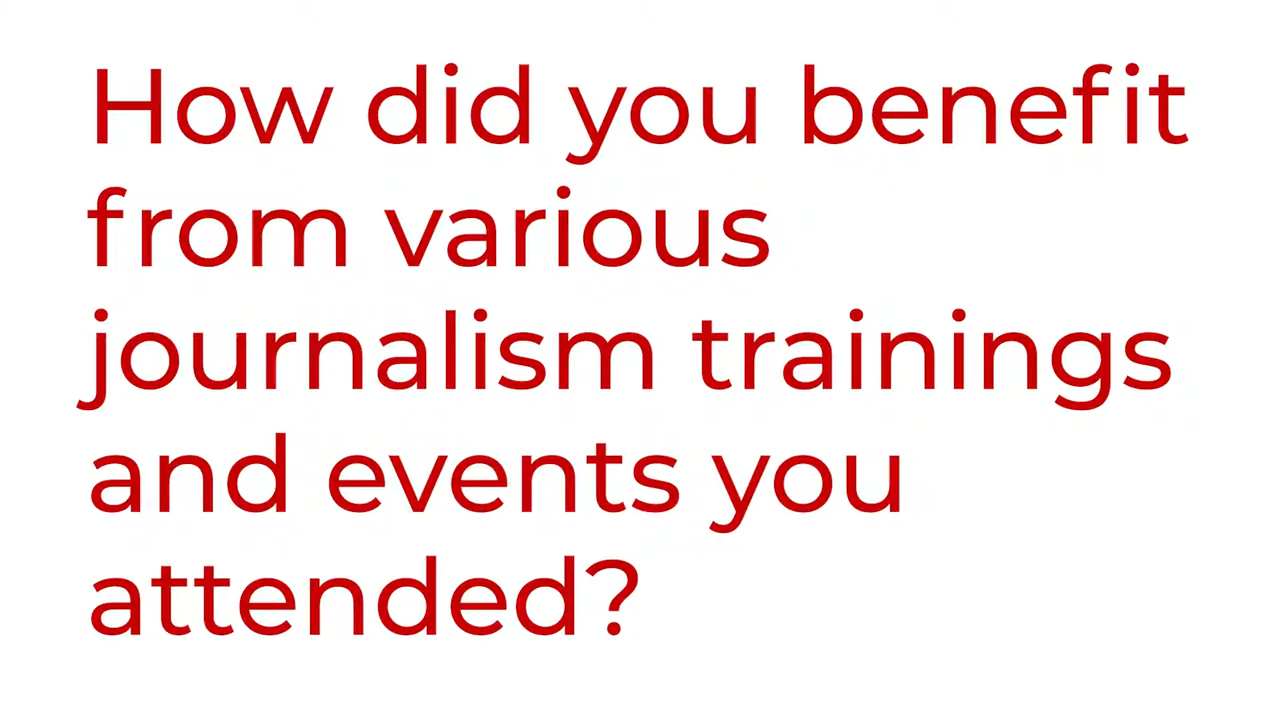 How did you benefit
from various
journalism trainings
and events you
attended?